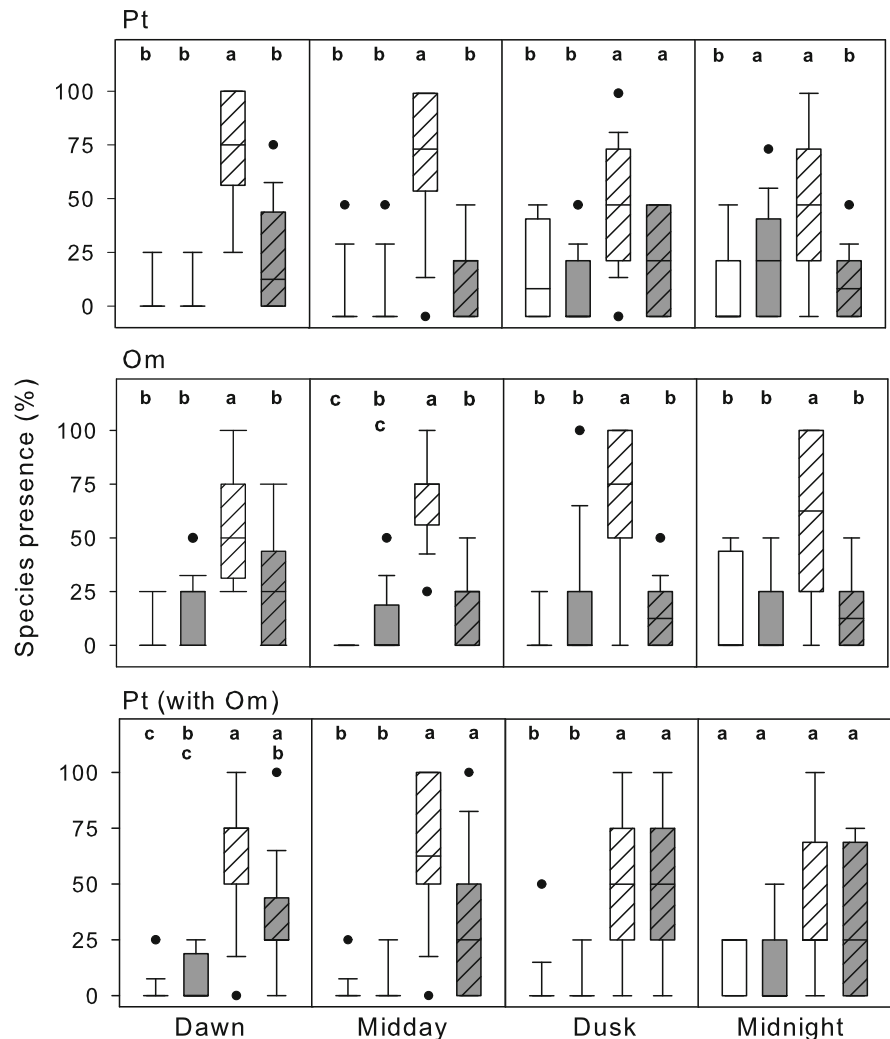 Pt
b b a b b b a b b b a a b a a b
100
75
50
25
0
Om
b b a b c b a b b b a b b b a b
c
100
75
50
25
0
Species presence (%)
Pt (with Om)
c b a a b b a a b b a a a a a a
c b
100
75
50
25
0
Dawn Midday Dusk Midnight